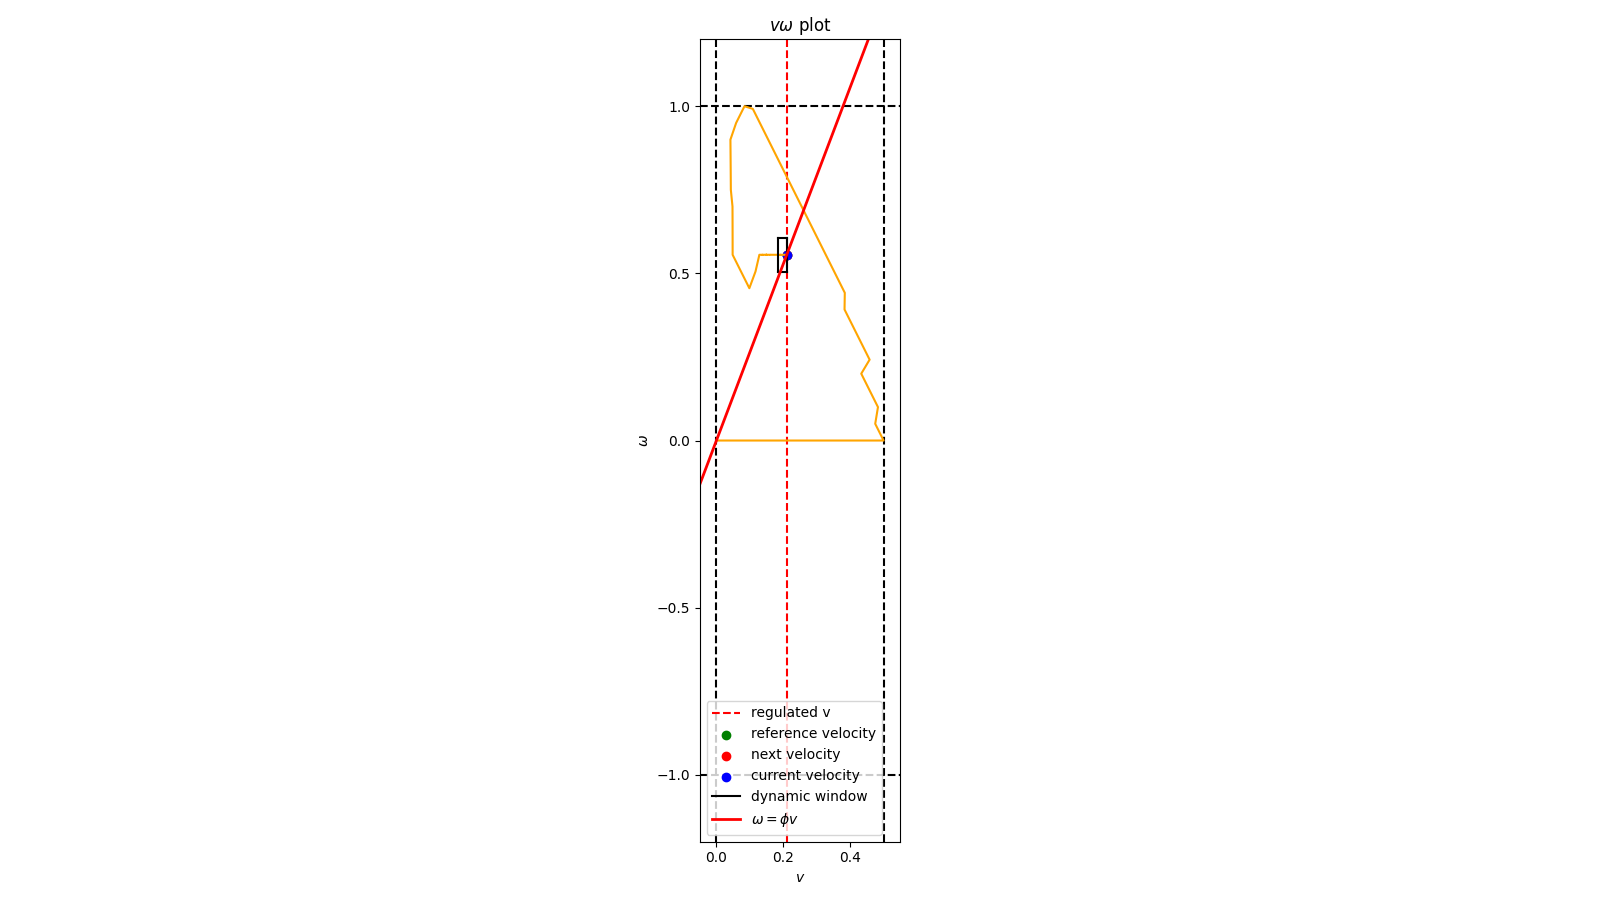 vω plot
1.0
0.5
ω
0.0
−0.5
−1.0
regulated v
reference velocity
next velocity
current velocity
dynamic window
ω = ϕv
0.0 0.2 0.4
v